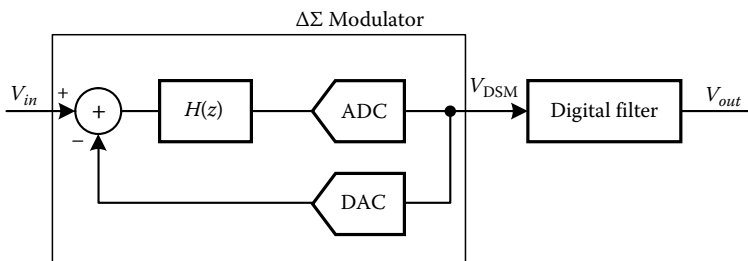 ΔΣ Modulator
V_in
+
+
−
H(z)
ADC
DAC
V_DSM
Digital filter
V_out